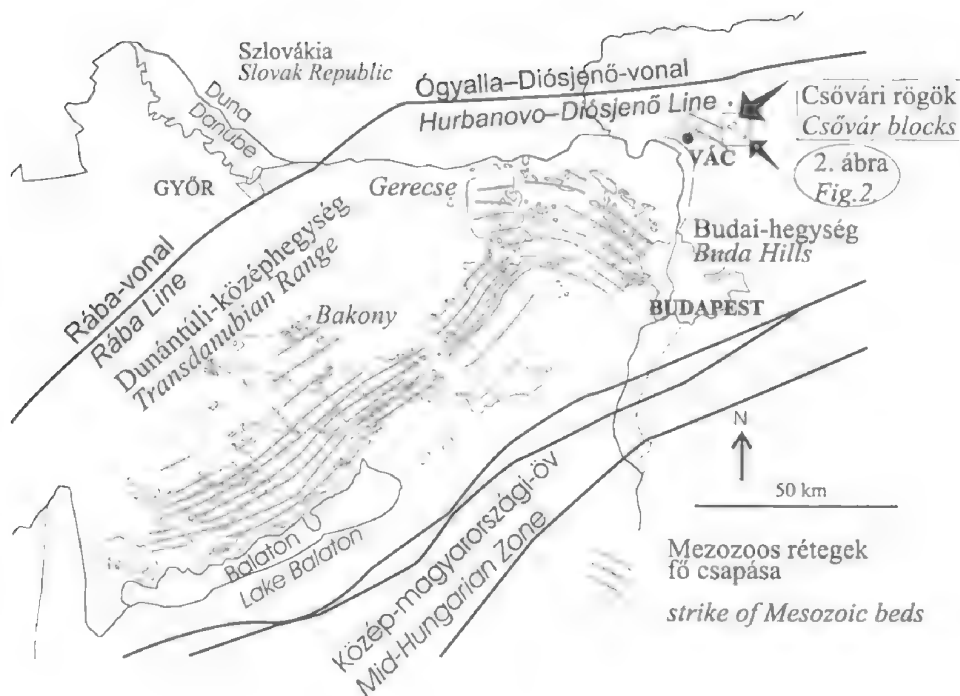 Szlovákia
Slovak Republic
Duna
Danube
Ógyalla–Diósjenő-vonal
Hurbanovo–Diósjenő Line
Csővári rögök
Csővár blocks
VÁC
2. ábra
Fig.2.
GYŐR
Gerecse
Budai-hegység
Buda Hills
Rába-vonal
Rába Line
Dunántúli-középhegység
Transdanubian Range
Bakony
BUDAPEST
N
50 km
Balaton
Lake Balaton
Közép-magyarországi-öv
Mid-Hungarian Zone
Mezozoos rétegek
fő csapása
strike of Mesozoic beds